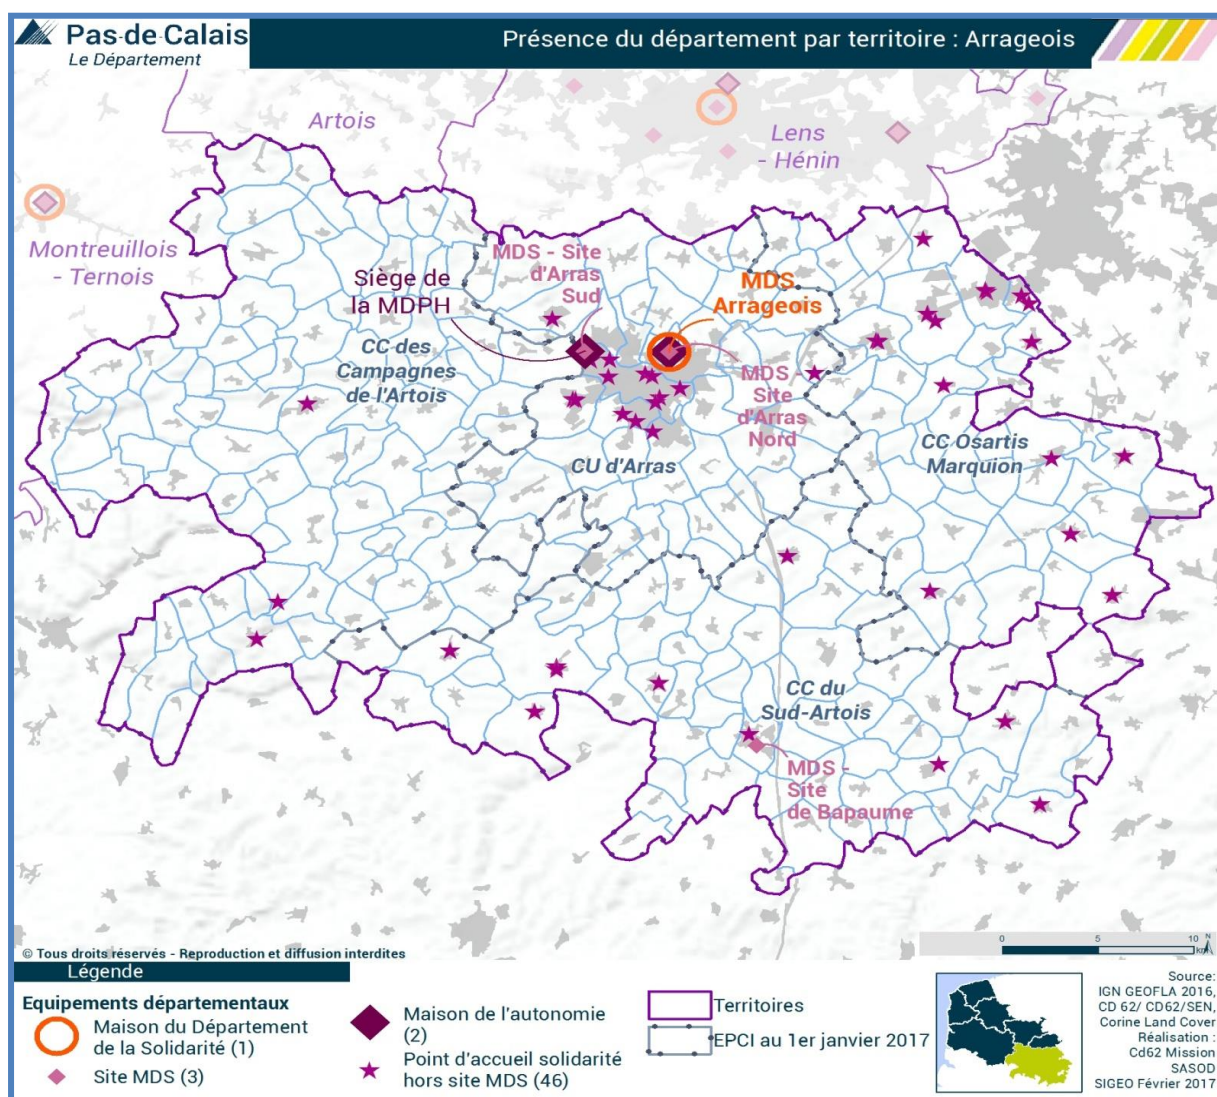 Pas-de-Calais
Le Département
Présence du département par territoire : Arrageois
Artois
Lens
- Hénin
Montreuillois
- Ternois
MDS - Site
d'Arras
Sud
Siège de
la MDPH
MDS
Arrageois
CC des
Campagnes
de l'Artois
MDS -
Site
d'Arras
Nord
CC Osartis
Marquion
CU d'Arras
CC du
Sud-Artois
MDS -
Site
de Bapaume
© Tous droits réservés - Reproduction et diffusion interdites
0 5 10
km
N
Légende
Equipements départementaux
Maison du Département
de la Solidarité (1)
Site MDS (3)
Maison de l'autonomie
(2)
Point d'accueil solidarité
hors site MDS (46)
Territoires
EPCI au 1er janvier 2017
Source:
IGN GEOFLA 2016,
CD 62/ CD62/SEN,
Corine Land Cover
Réalisation :
Cd62 Mission
SASOD
SIGEO Février 2017